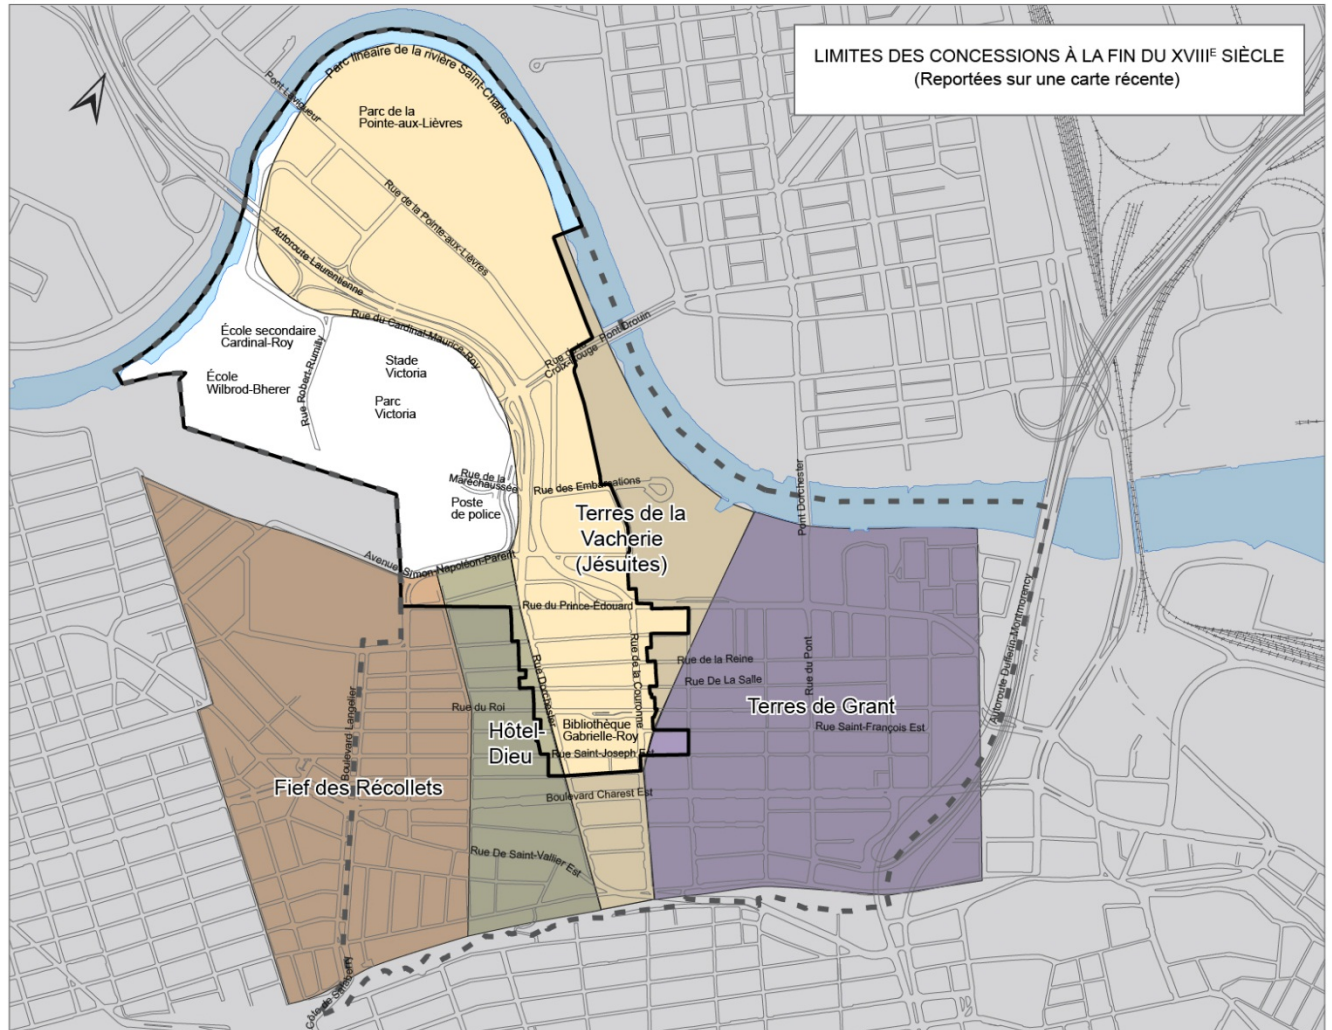 LIMITES DES CONCESSIONS À LA FIN DU XVIIIE SIÈCLE
(Reportées sur une carte récente)
Parc linéaire de la rivière Saint-Charles
Pont Lavigueur
Parc de la
Pointe-aux-Lièvres
Rue de la Pointe-aux-Lièvres
Autoroute Laurentienne
Rue du Cardinal-Maurice-Roy
École secondaire
Cardinal-Roy
Stade
Victoria
École
Wilbrod-Bherer
Rue Robert-Rumilly
Parc
Victoria
Rue de la
Croix-Rouge
Pont Drouin
Rue de la
Maréchaussée
Rue des Embarcations
Poste
de police
Terres de la
Vacherie
(Jésuites)
Pont Dorchester
Avenue Simon-Napoléon-Parent
Rue du Prince-Édouard
Autoroute Dufferin-Montmorency
Rue de la Reine
Rue De La Salle
Rue du Pont
Rue Dorchester
Rue de la Couronne
Boulevard Langelier
Rue du Roi
Terres de Grant
Bibliothèque
Gabrielle-Roy
Rue Saint-François Est
Hôtel-
Dieu
Rue Saint-Joseph Est
Fief des Récollets
Boulevard Charest Est
Rue De Saint-Vallier Est
Côte de Salaberry